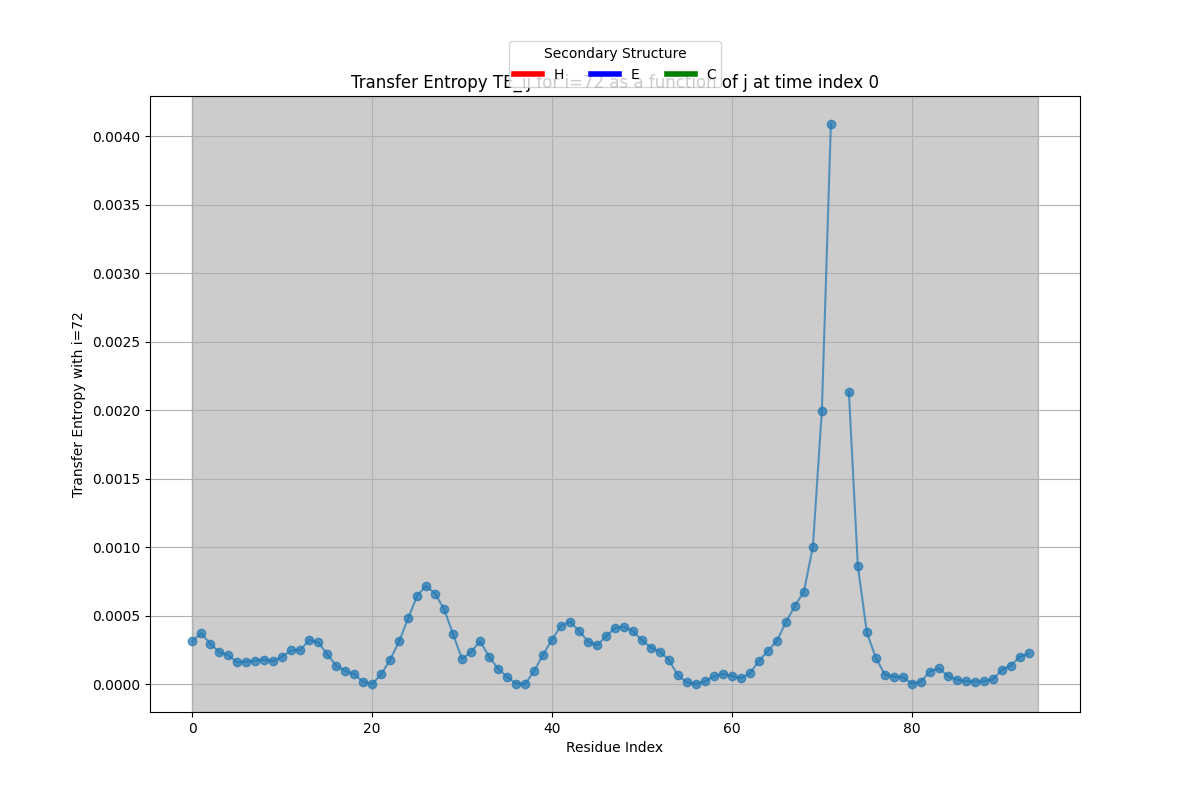 Secondary Structure
H E C
Transfer Entropy TE_ij for i=72 as a function of j at time index 0
Transfer Entropy with i=72
0.0040
0.0035
0.0030
0.0025
0.0020
0.0015
0.0010
0.0005
0.0000
0 20 40 60 80
Residue Index